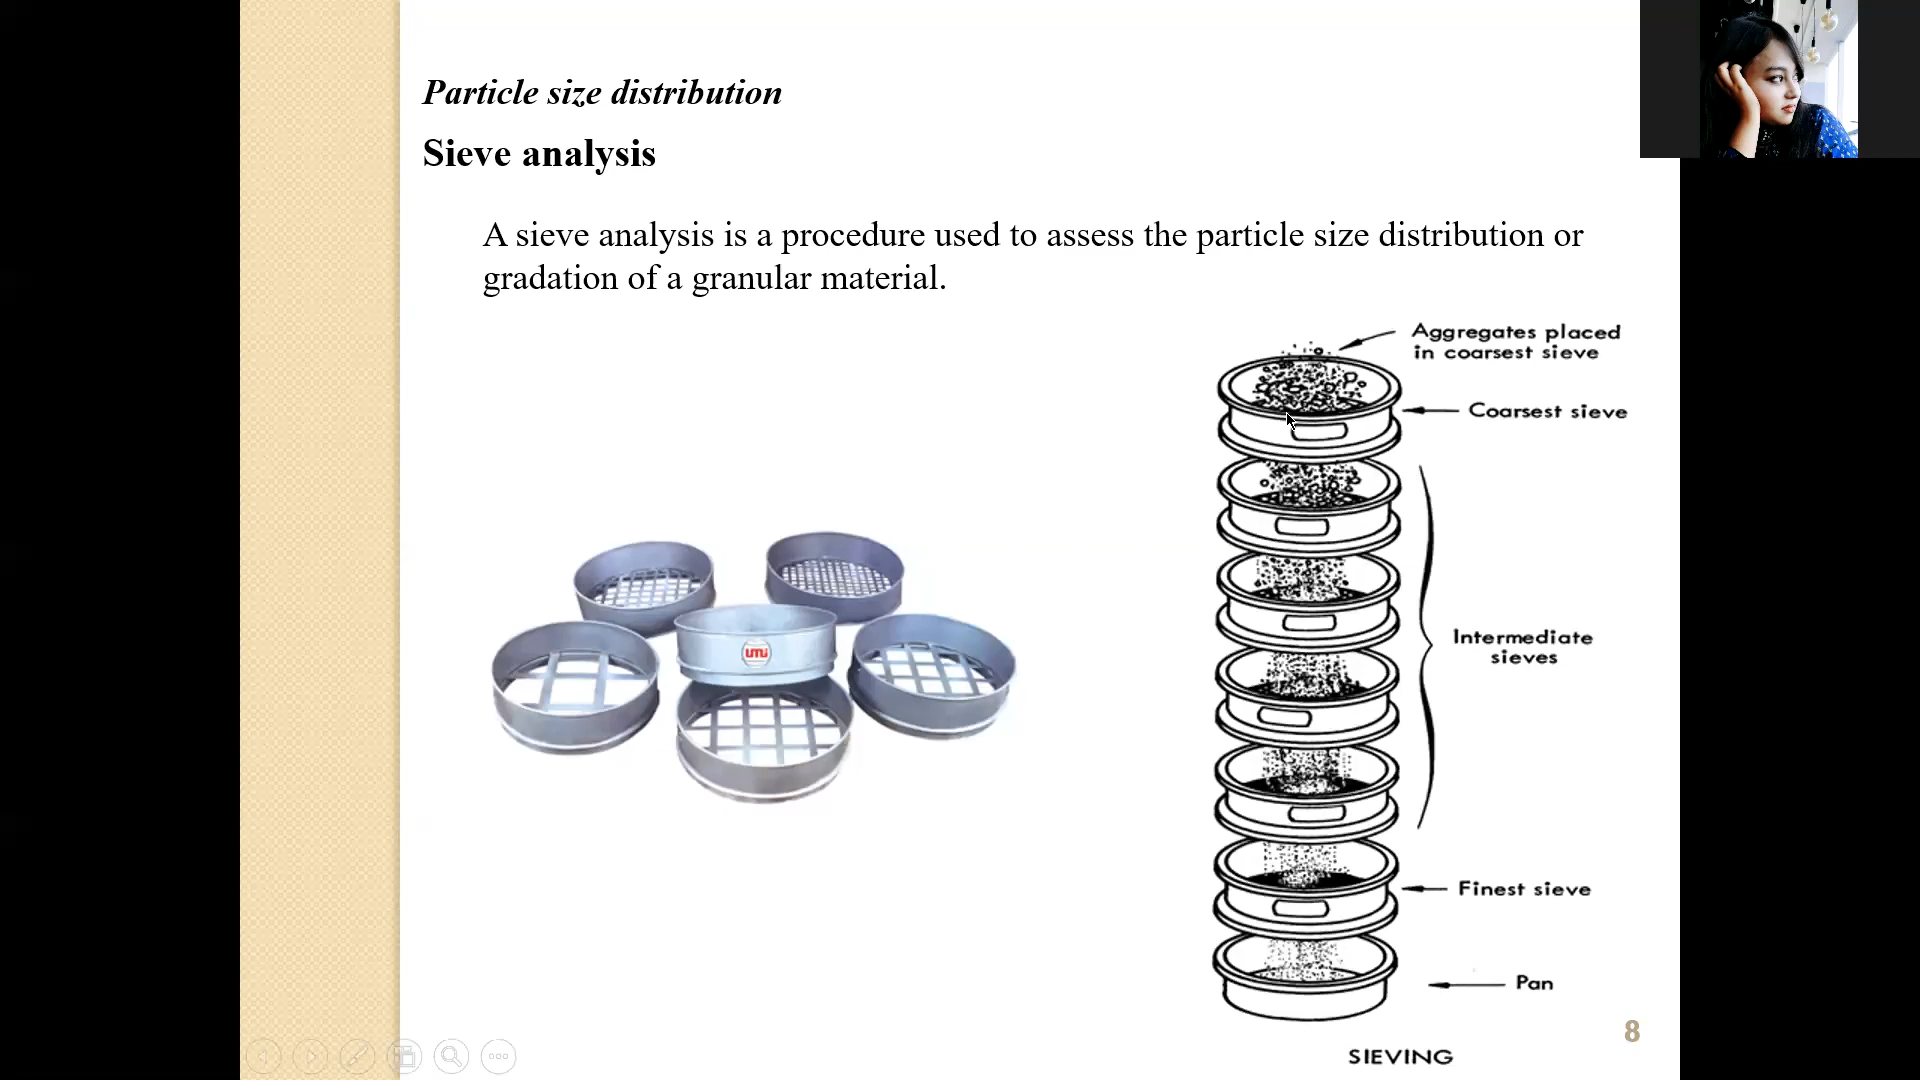 Particle size distribution
Sieve analysis
A sieve analysis is a procedure used to assess the particle size distribution or
gradation of a granular material.
Aggregates placed
in coarsest sieve
Coarsest sieve
Intermediate
sieves
Finest sieve
Pan
SIEVING
8